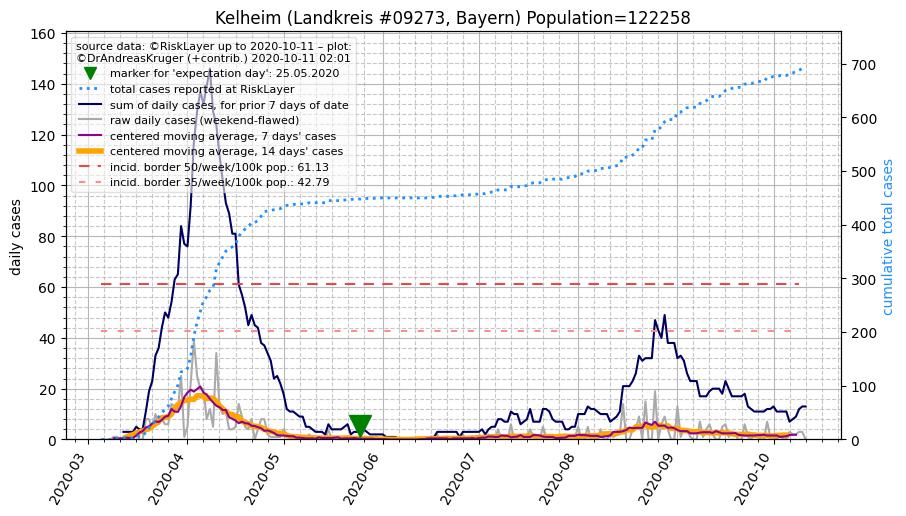 Kelheim (Landkreis #09273, Bayern) Population=122258
source data: ©RiskLayer up to 2020-10-11 – plot:
©DrAndreasKruger (+contrib.) 2020-10-11 02:01
marker for 'expectation day': 25.05.2020
total cases reported at RiskLayer
sum of daily cases, for prior 7 days of date
raw daily cases (weekend-flawed)
centered moving average, 7 days' cases
centered moving average, 14 days' cases
incid. border 50/week/100k pop.: 61.13
incid. border 35/week/100k pop.: 42.79
daily cases
160
140
120
100
80
60
40
20
0
cumulative total cases
700
600
500
400
300
200
100
0
2020-03
2020-04
2020-05
2020-06
2020-07
2020-08
2020-09
2020-10